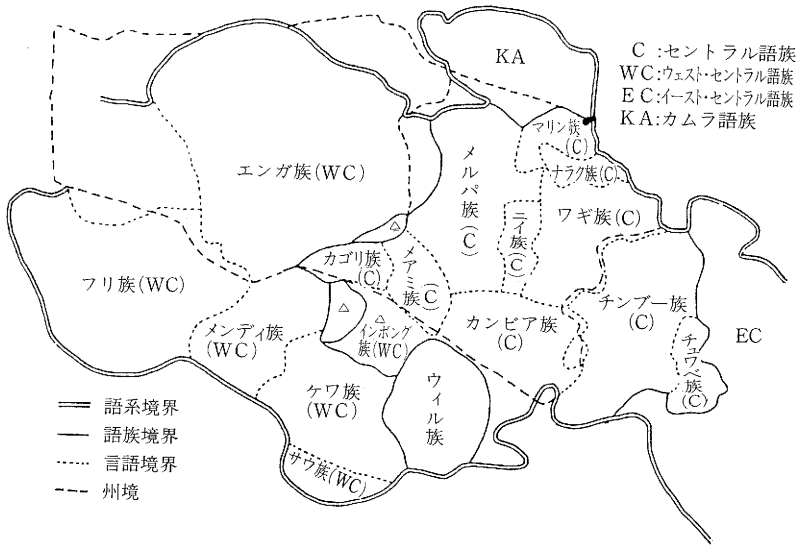 KA
C:セントラル語族
WC:ウェスト・セントラル語族
EC:イースト・セントラル語族
KA:カムラ語族
マリン族
(C)
エンガ族(WC)
メルパ族(C)
ナラク族(C)
ニイ族(C)
ワギ族(C)
カゴリ族
(C)
メアミ族(C)
フリ族(WC)
チンブー族
(C)
メンディ族
(WC)
インボング
族(WC)
カンビア族
(C)
EC
チュワベ族(C)
ケワ族
(WC)
ウィル族
サウ族(WC)
語系境界
語族境界
言語境界
州境